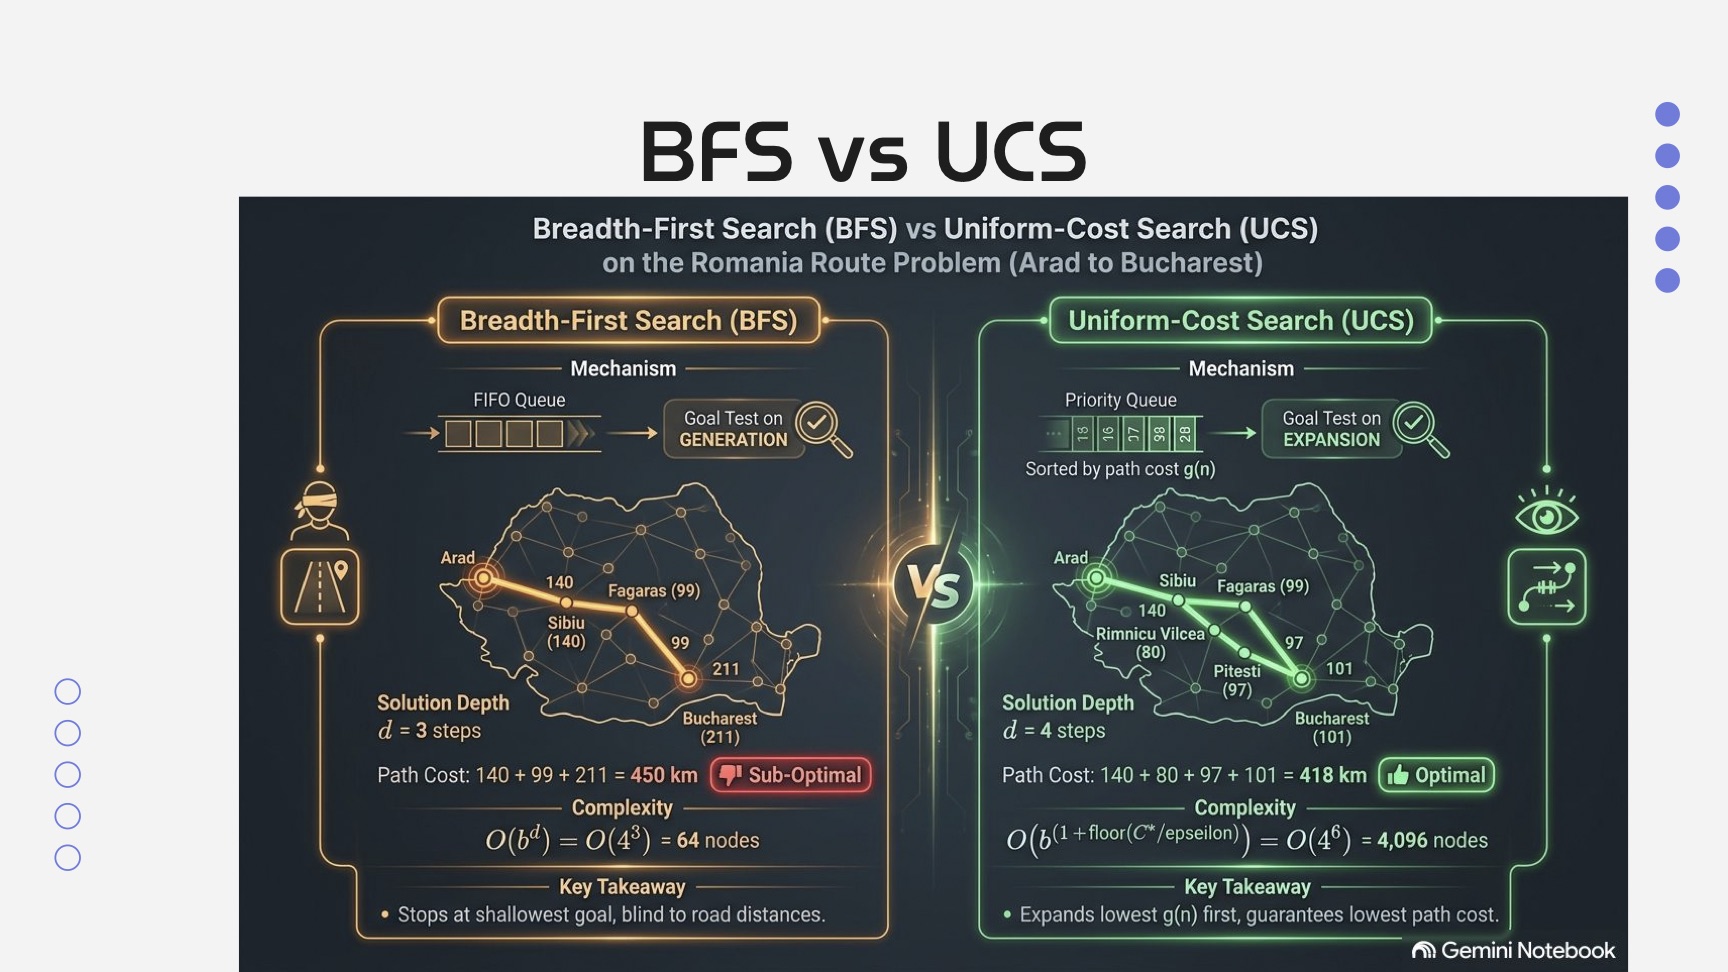 BFS vs UCS
Breadth-First Search (BFS) vs Uniform-Cost Search (UCS)
on the Romania Route Problem (Arad to Bucharest)
Breadth-First Search (BFS)
Mechanism
FIFO Queue
Goal Test on
GENERATION
Arad
140
Fagaras (99)
Sibiu
(140)
99
211
Bucharest
(211)
Solution Depth
d = 3 steps
Path Cost: 140 + 99 + 211 = 450 km
Sub-Optimal
Complexity
O(b^d) = O(4^3) = 64 nodes
Key Takeaway
• Stops at shallowest goal, blind to road distances.
VS
Uniform-Cost Search (UCS)
Mechanism
Priority Queue
... 16 98 28
Sorted by path cost g(n)
Goal Test on
EXPANSION
Arad
Sibiu
Fagaras (99)
140
Rimnicu Vilcea
(80)
97
Pitesti
(97)
101
Bucharest
(101)
Solution Depth
d = 4 steps
Path Cost: 140 + 80 + 97 + 101 = 418 km
Optimal
Complexity
O(b^(1+floor(C*/epseilon))) = O(4^6) = 4,096 nodes
Key Takeaway
• Expands lowest g(n) first, guarantees lowest path cost.
Gemini Notebook